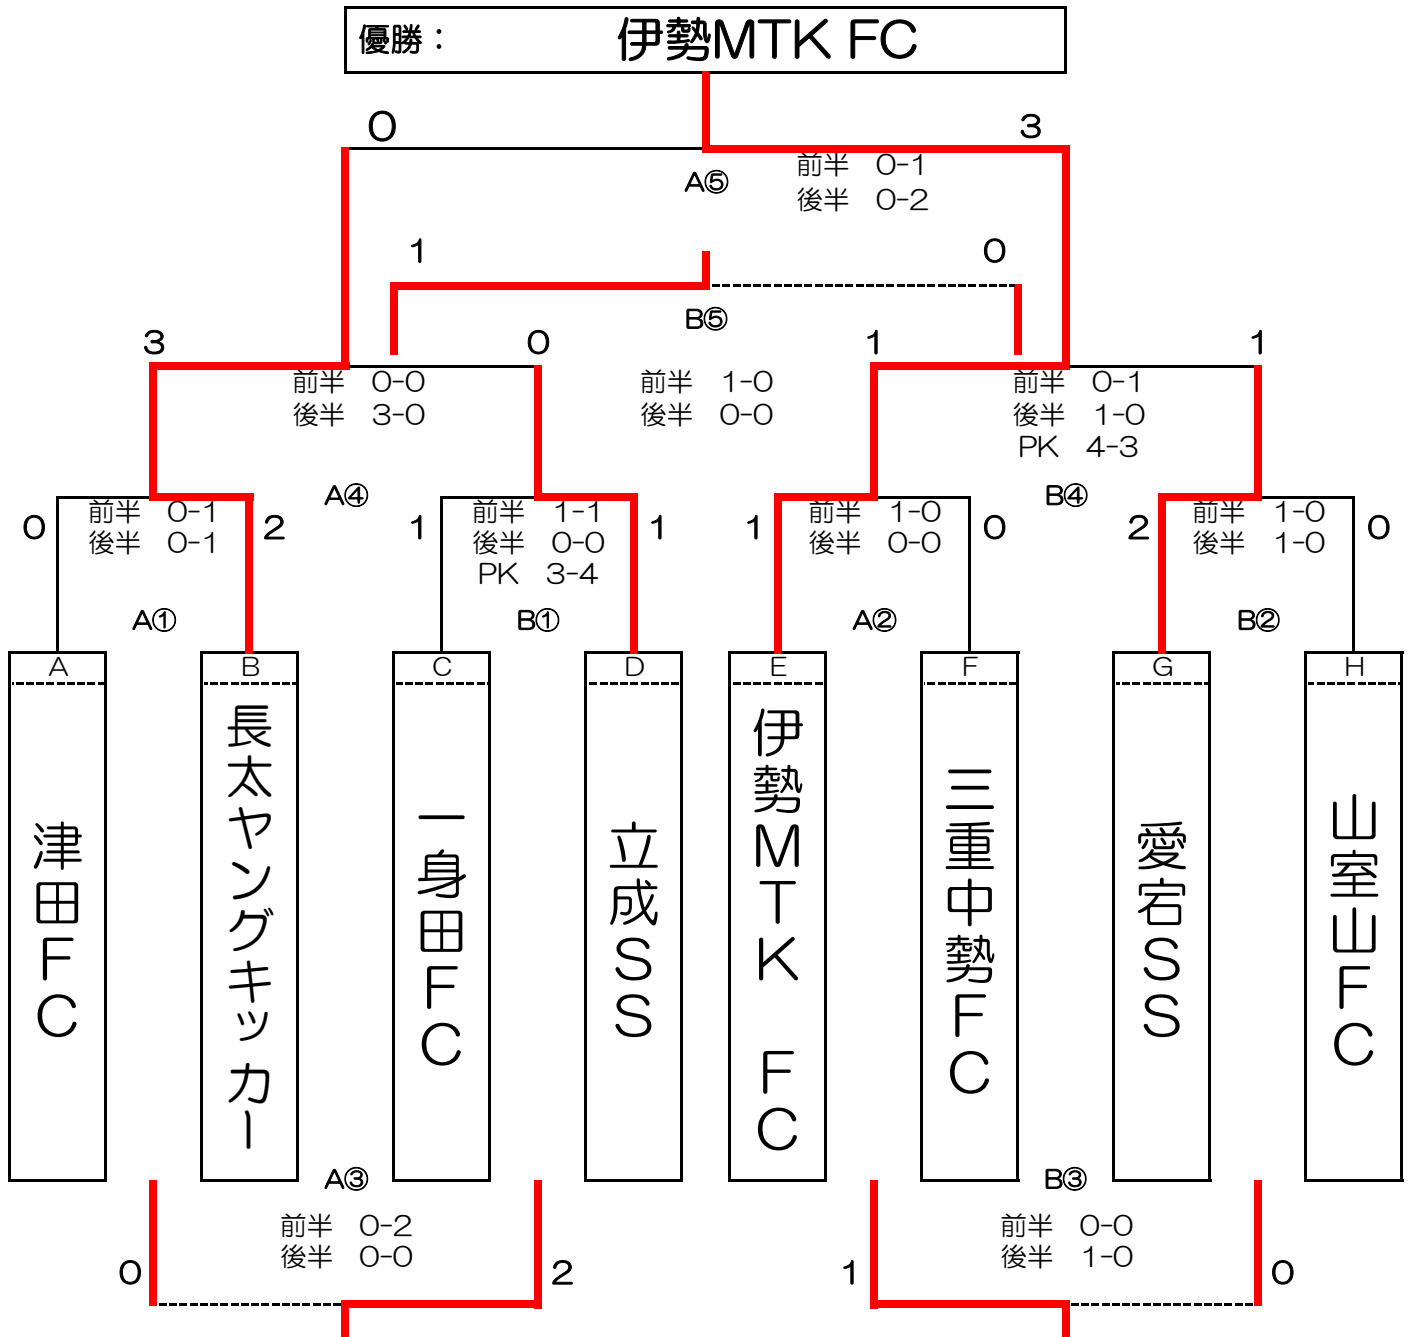 優勝： 伊勢MTK FC
0 3
前半 0-1
A⑤
後半 0-2
1 0
B⑤
3 0 1 1
前半 0-0 前半 1-0 前半 0-1
後半 3-0 後半 0-0 後半 1-0
PK 4-3
A④ B④
0 前半 0-1 2 1 前半 1-1 1 1 前半 1-0 0 2 前半 1-0 0
後半 0-1 後半 0-0 後半 0-0 後半 1-0
PK 3-4
A① B① A② B②
A B C D E F G H
津田FC
長太ヤングキッカー
一身田FC
立成SS
伊勢MTK FC
三重中勢FC
愛宕SS
山室山FC
A③ B③
前半 0-2 前半 0-0
後半 0-0 後半 1-0
0 2 1 0